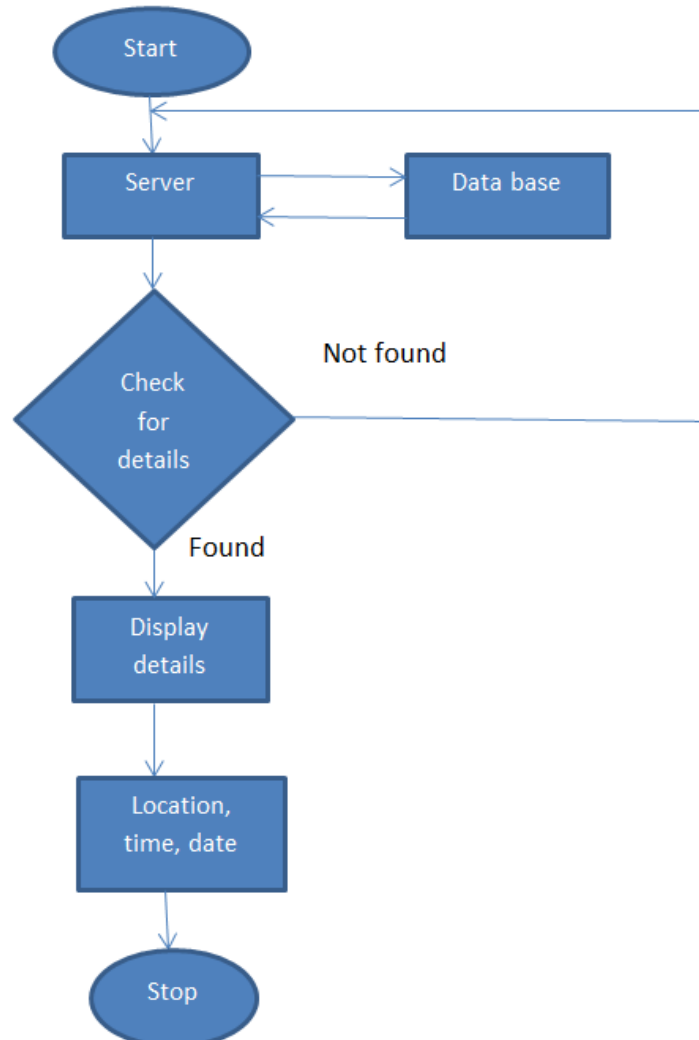 Start
Server
Data base
Not found
Check
for
details
Found
Display
details
Location,
time, date
Stop